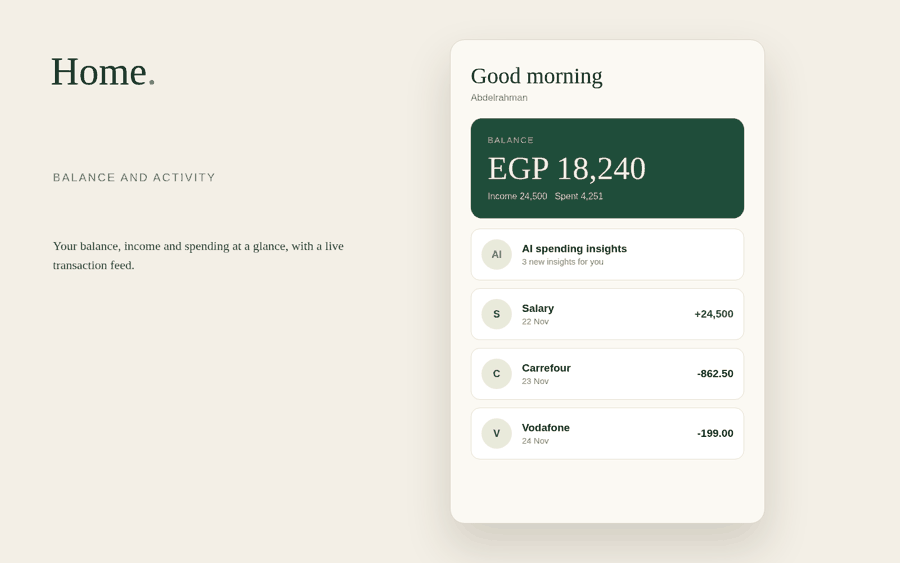 Home.
BALANCE AND ACTIVITY
Your balance, income and spending at a glance, with a live
transaction feed.
Good morning
Abdelrahman
BALANCE
EGP 18,240
Income 24,500 Spent 4,251
AI
AI spending insights
3 new insights for you
S
Salary
22 Nov
+24,500
C
Carrefour
23 Nov
-862.50
V
Vodafone
24 Nov
-199.00